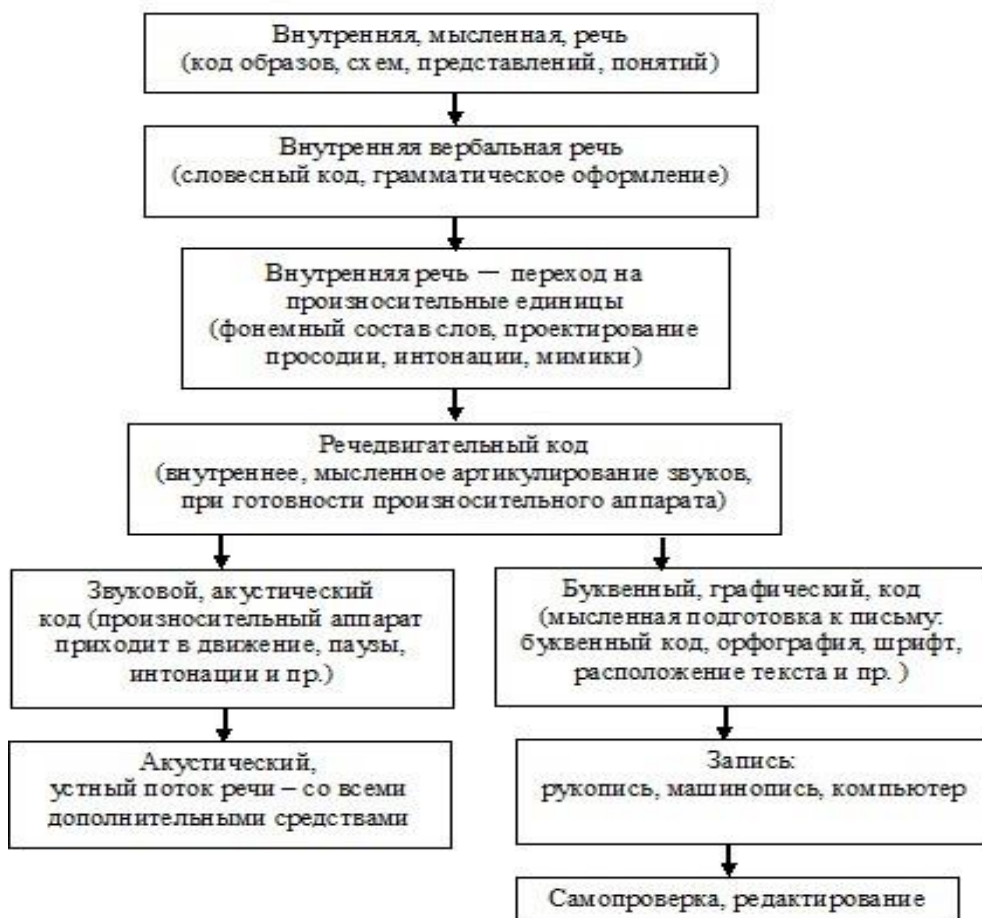 Внутренняя, мысленная, речь
(код образов, схем, представлений, понятий)
Внутренняя вербальная речь
(словесный код, грамматическое оформление)
Внутренняя речь — переход на
произносительные единицы
(фонемный состав слов, проектирование
просодии, интонации, мимики)
Речедвигательный код
(внутреннее, мысленное артикулирование звуков,
при готовности произносительного аппарата)
Звуковой, акустический
код (произносительный аппарат
приходит в движение, паузы,
интонации и пр.)
Буквенный, графический, код
(мысленная подготовка к письму:
буквенный код, орфография, шрифт,
расположение текста и пр. )
Акустический,
устный поток речи – со всеми
дополнительными средствами
Запись:
рукопись, машинопись, компьютер
Самопроверка, редактирование